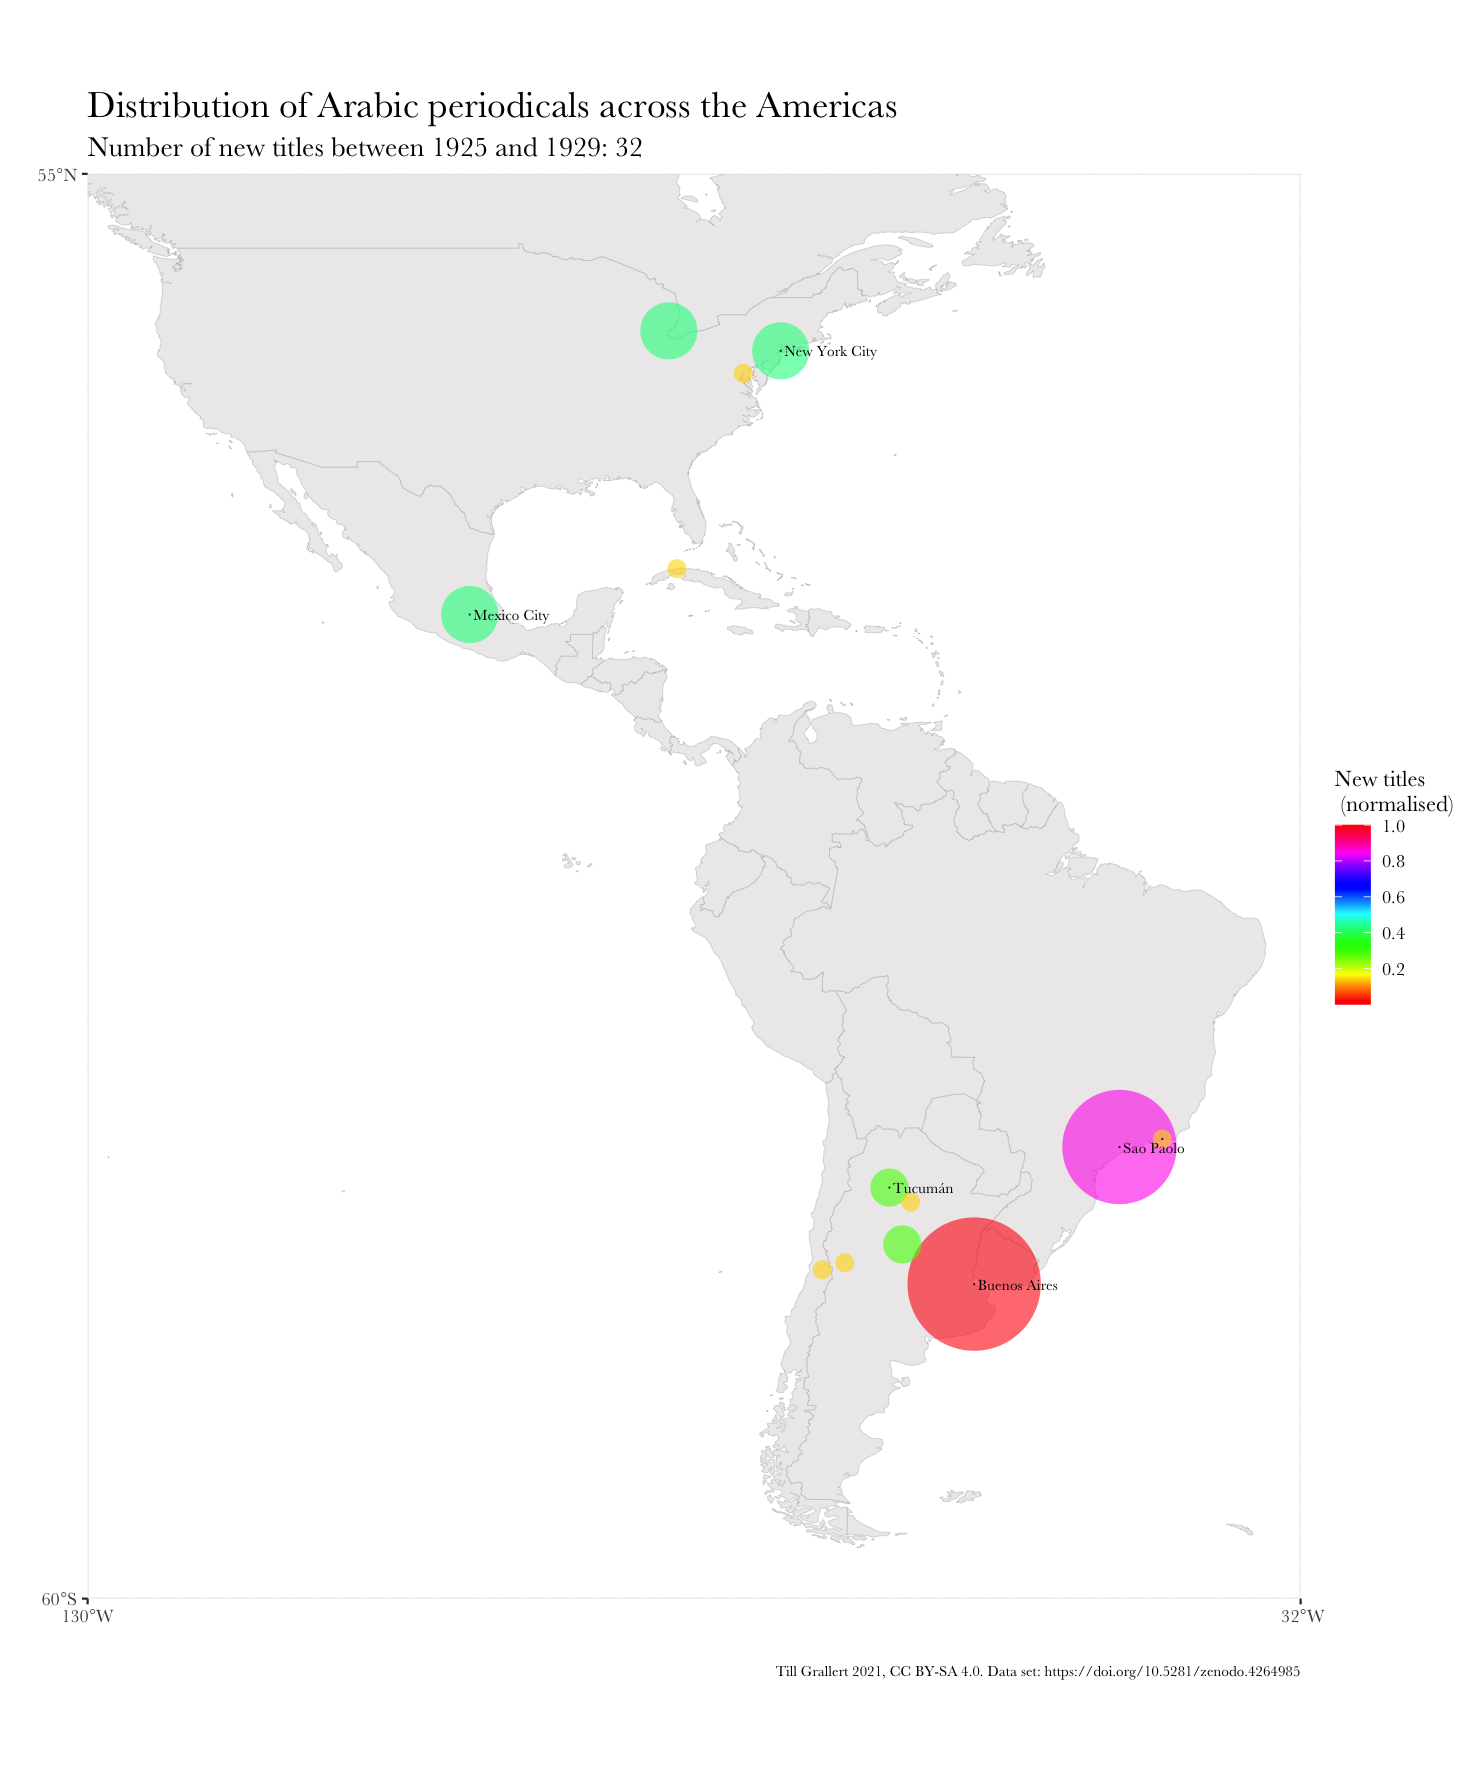 Distribution of Arabic periodicals across the Americas
Number of new titles between 1925 and 1929: 32
55°N
New York City
Mexico City
New titles
(normalised)
1.0
0.8
0.6
0.4
0.2
Sao Paolo
Tucumán
Buenos Aires
60°S
130°W
32°W
Till Grallert 2021, CC BY-SA 4.0. Data set: https://doi.org/10.5281/zenodo.4264985